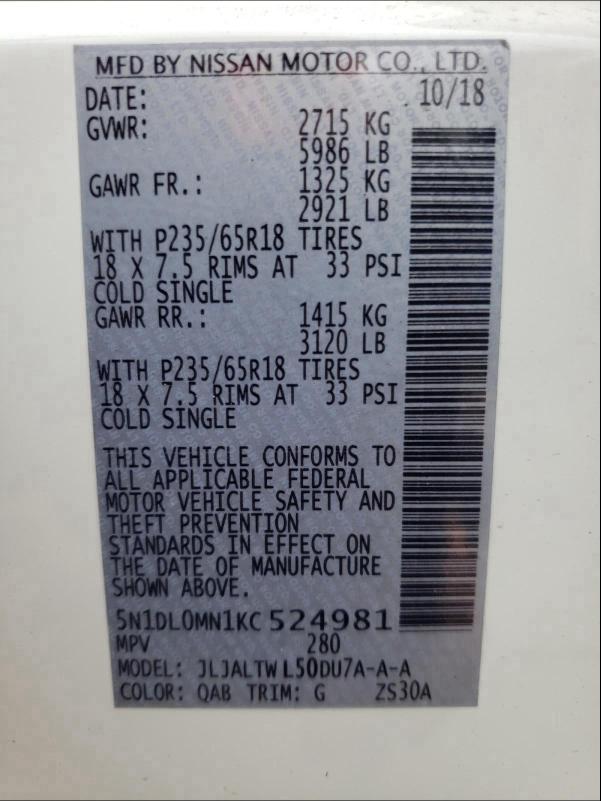 MFD BY NISSAN MOTOR CO., LTD.
DATE: 10/18
GVWR: 2715 KG
5986 LB
GAWR FR.: 1325 KG
2921 LB
WITH P235/65R18 TIRES
18 X 7.5 RIMS AT 33 PSI
COLD SINGLE
GAWR RR.: 1415 KG
3120 LB
WITH P235/65R18 TIRES
18 X 7.5 RIMS AT 33 PSI
COLD SINGLE
THIS VEHICLE CONFORMS TO
ALL APPLICABLE FEDERAL
MOTOR VEHICLE SAFETY AND
THEFT PREVENTION
STANDARDS IN EFFECT ON
THE DATE OF MANUFACTURE
SHOWN ABOVE.
5N1DL0MN1KC524981
MPV 280
MODEL: JLJALTWL50DU7A-A-A
COLOR: QAB TRIM: G ZS30A